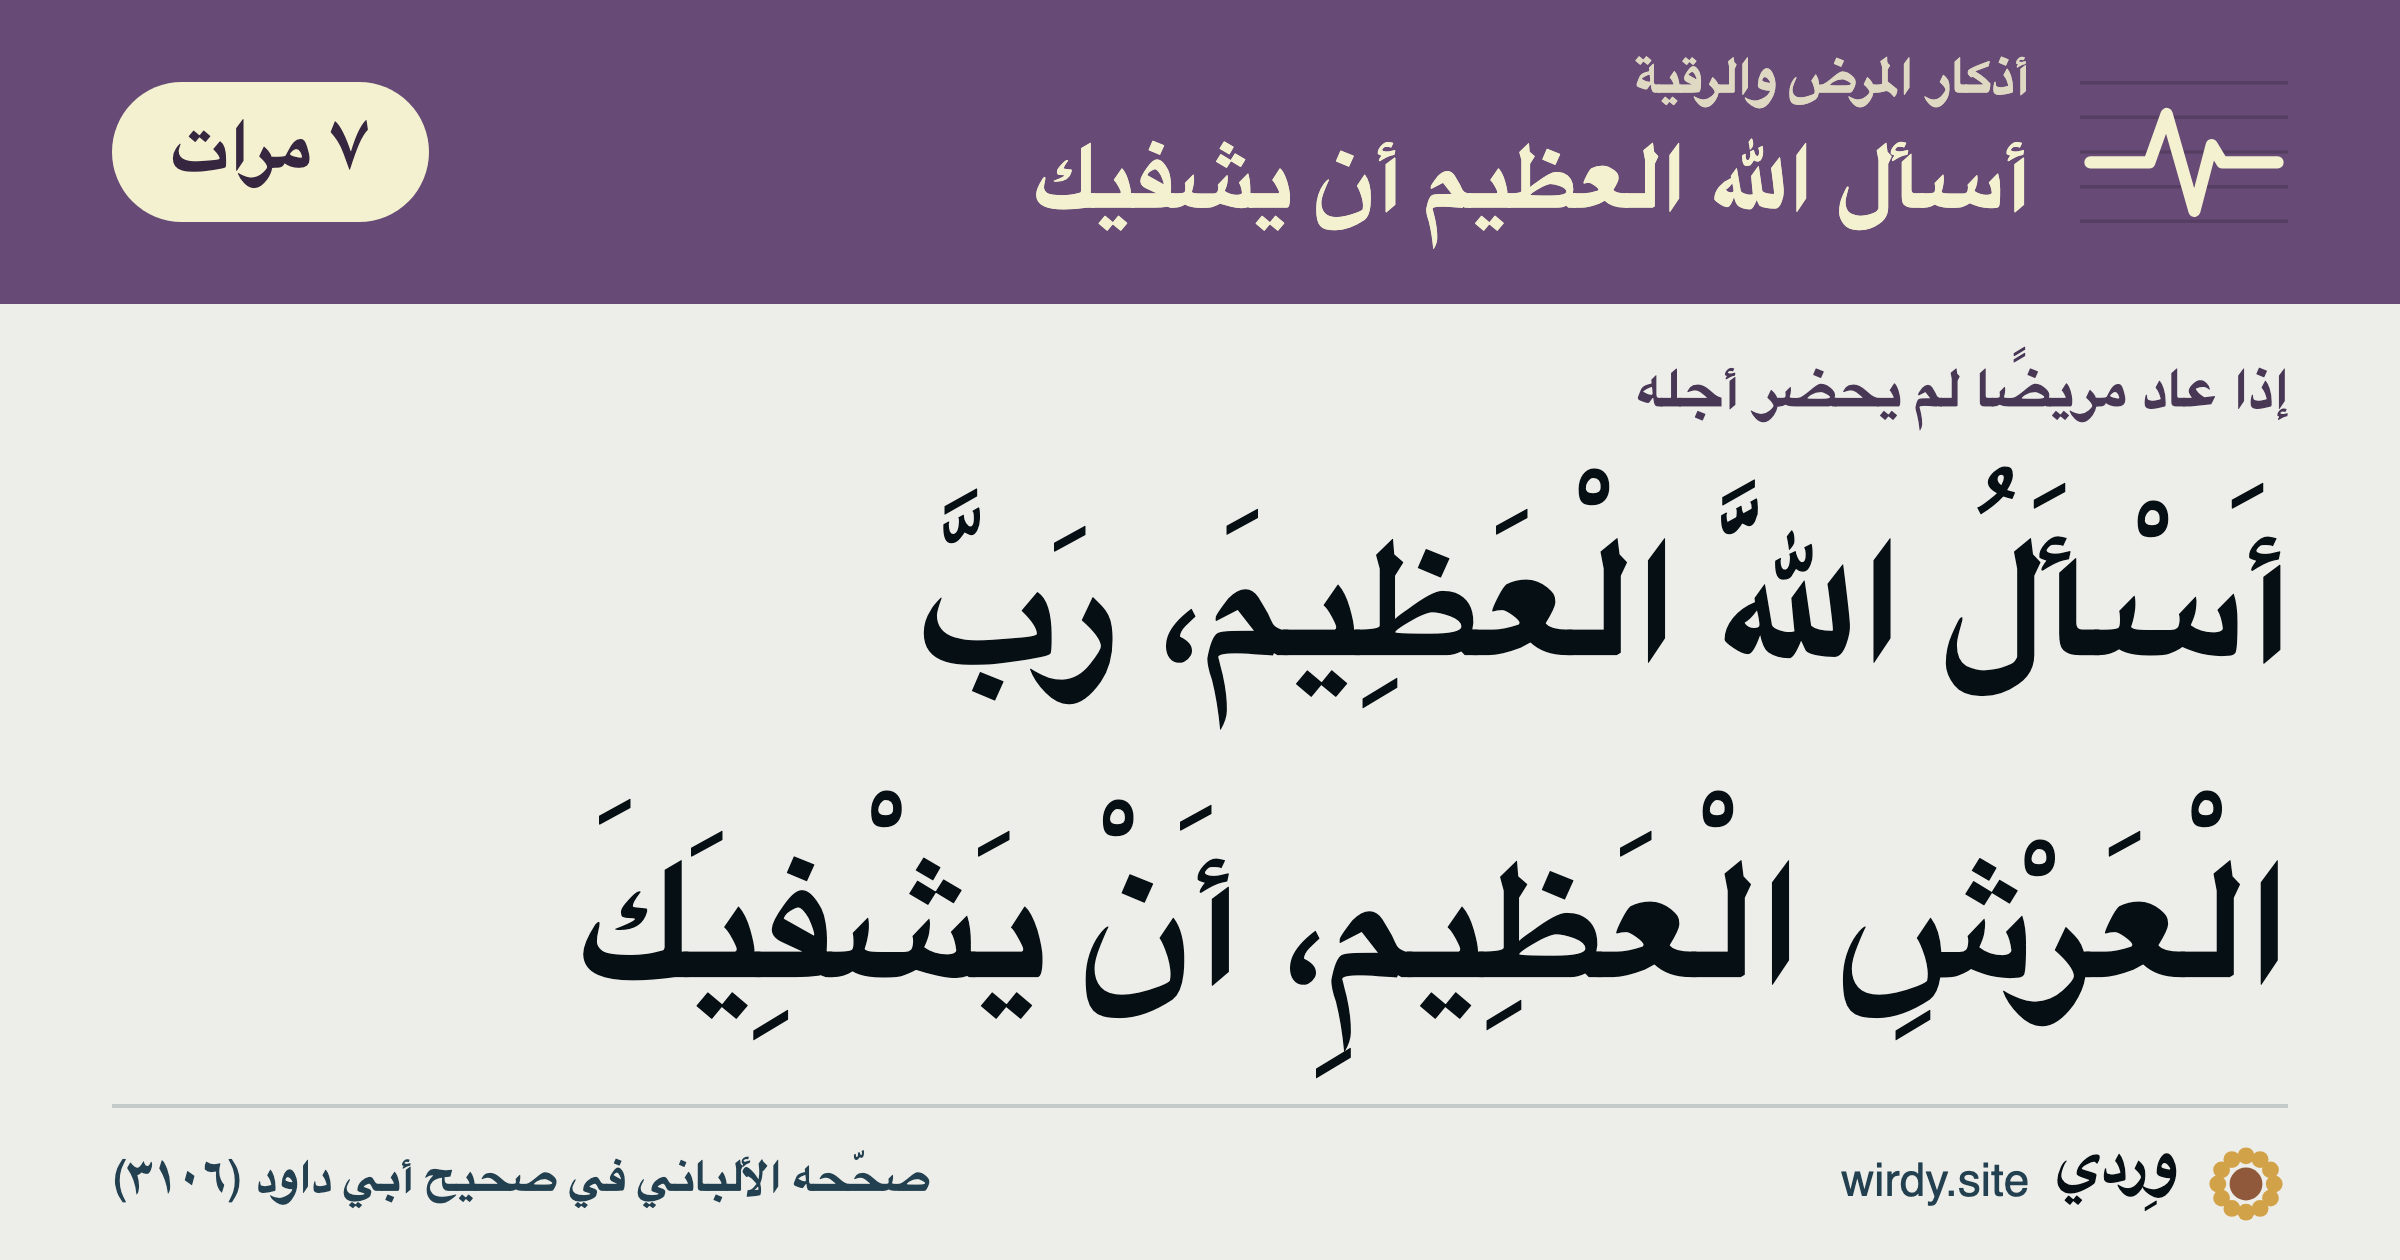 أذكار المرض والرقية
أسأل الله العظيم أن يشفيك
٧ مرات
إذا عاد مريضًا لم يحضر أجله
أَسْأَلُ اللهَّ الْعَظِيمَ، رَبَّ
الْعَرْشِ الْعَظِيمِ، أَنْ يَشْفِيَكَ
وِردي wirdy.site
صحّحه الألباني في صحيح أبي داود (٣١٠٦)